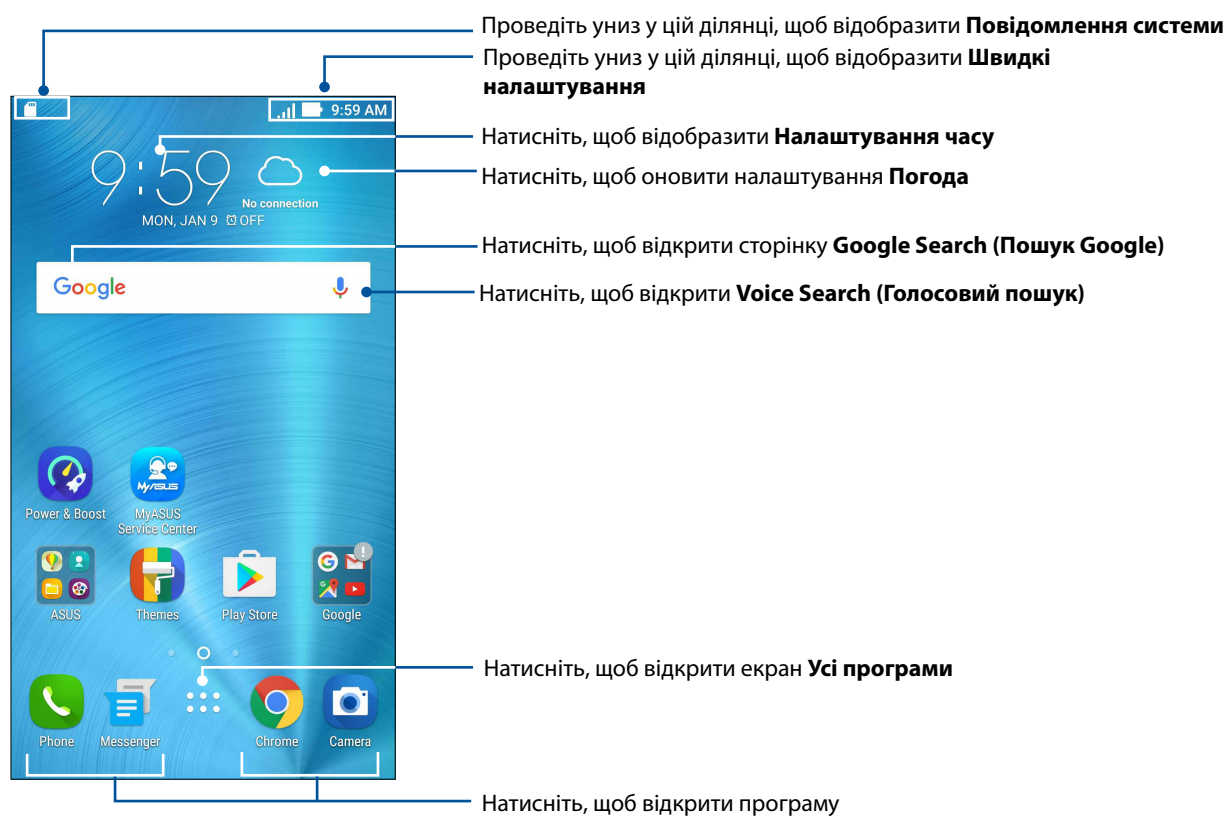 Проведіть униз у цій ділянці, щоб відобразити Повідомлення системи
Проведіть униз у цій ділянці, щоб відобразити Швидкі
налаштування
9:59 AM
Натисніть, щоб відобразити Налаштування часу
9:59
Натисніть, щоб оновити налаштування Погода
No connection
MON, JAN 9 OFF
Натисніть, щоб відкрити сторінку Google Search (Пошук Google)
Google
Натисніть, щоб відкрити Voice Search (Голосовий пошук)
MyASUS
Power & Boost
MyASUS
Service Center
ASUS
Themes
Play Store
Google
Натисніть, щоб відкрити екран Усі програми
Phone
Messenger
Chrome
Camera
Натисніть, щоб відкрити програму